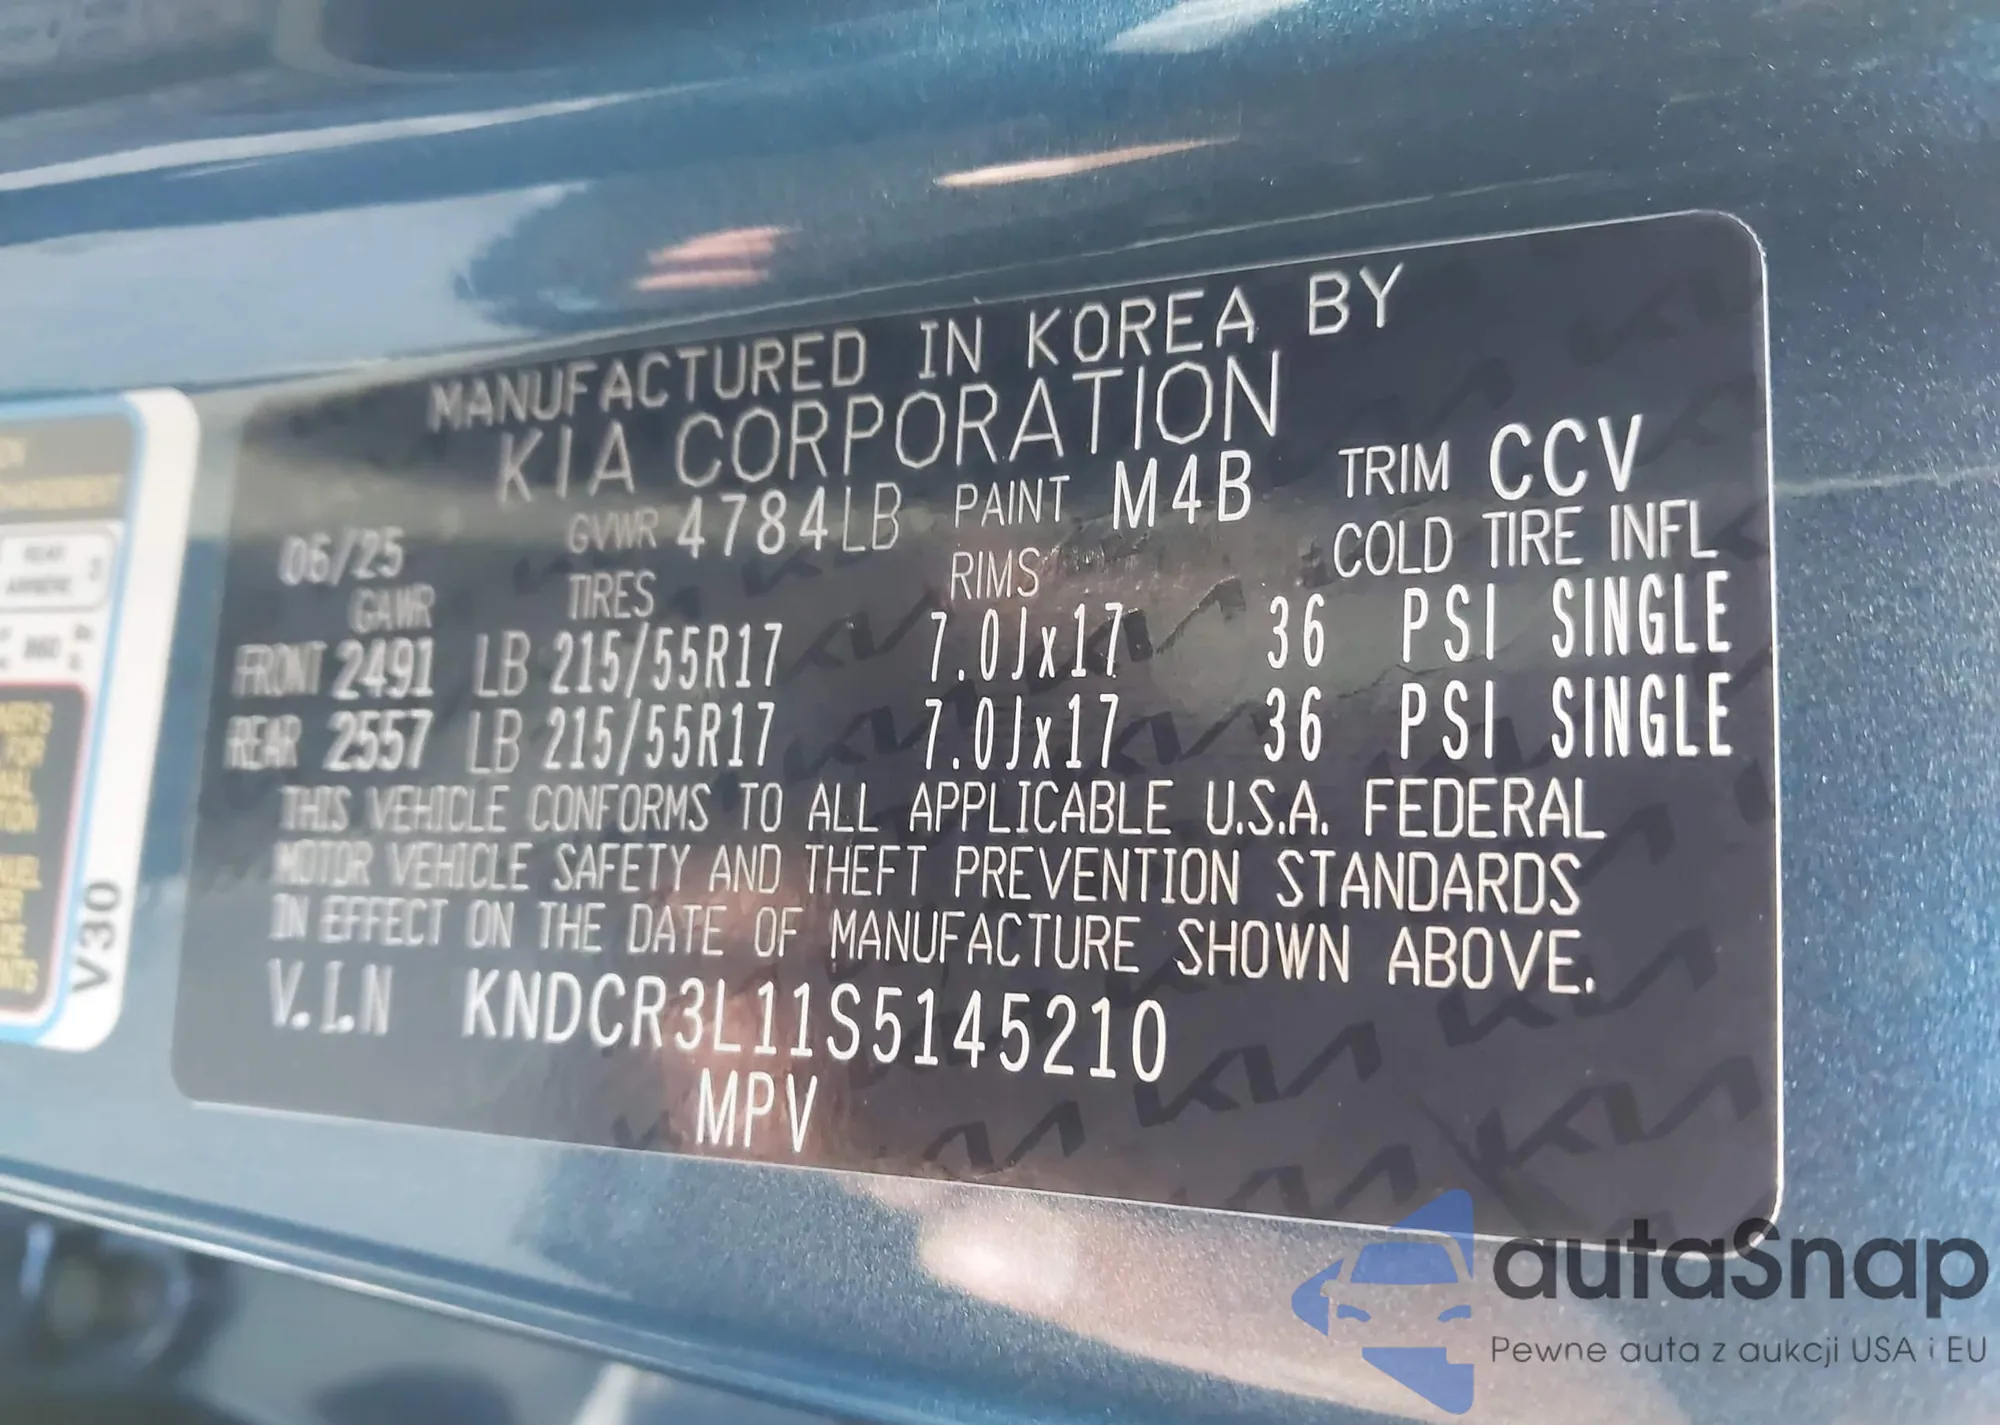 MANUFACTURED IN KOREA BY
KIA CORPORATION
06/25 GVWR 4784LB PAINT M4B TRIM CCV
GAWR TIRES RIMS COLD TIRE INFL
FRONT 2491 LB 215/55R17 7.0Jx17 36 PSI SINGLE
REAR 2557 LB 215/55R17 7.0Jx17 36 PSI SINGLE
THIS VEHICLE CONFORMS TO ALL APPLICABLE U.S.A. FEDERAL
MOTOR VEHICLE SAFETY AND THEFT PREVENTION STANDARDS
IN EFFECT ON THE DATE OF MANUFACTURE SHOWN ABOVE.
V.I.N KNDCR3L11S5145210
MPV
REAR
V30
autaSnap
Pewne auta z aukcji USA i EU